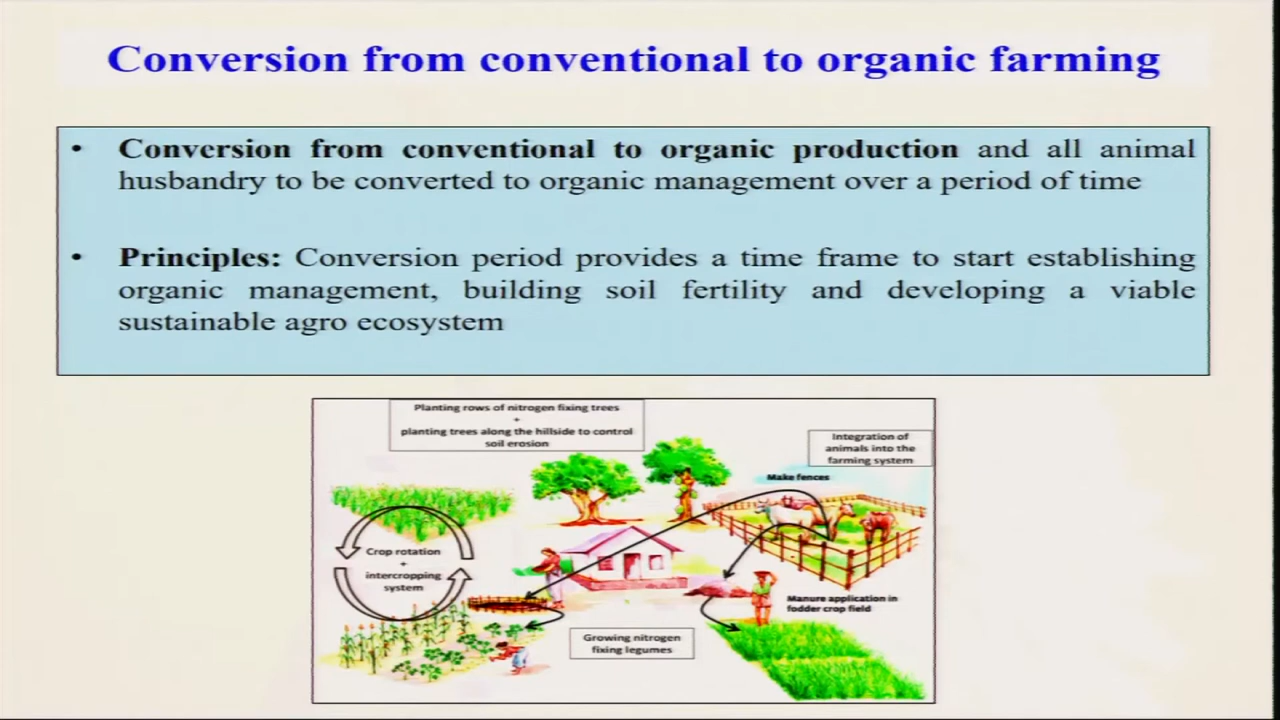 Conversion from conventional to organic farming
• Conversion from conventional to organic production and all animal
husbandry to be converted to organic management over a period of time
• Principles: Conversion period provides a time frame to start establishing
organic management, building soil fertility and developing a viable
sustainable agro ecosystem
Planting rows of nitrogen fixing trees
+
planting trees along the hillside to control
soil erosion
Integration of
animals into the
farming system
Make fences
Crop rotation
+
intercropping
system
Manure application in
fodder crop field
Growing nitrogen
fixing legumes